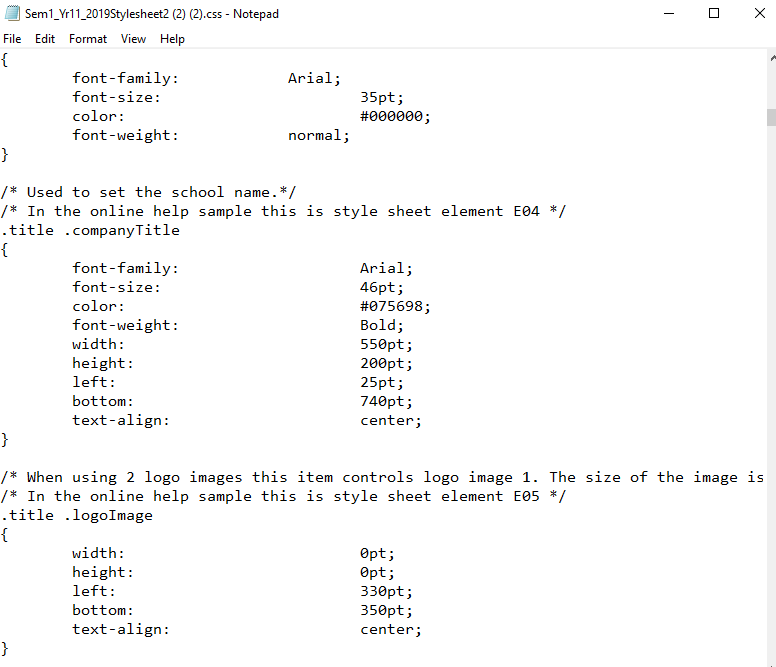 Sem1_Yr11_2019Stylesheet2 (2) (2).css - Notepad
File Edit Format View Help
{
font-family: Arial;
font-size: 35pt;
color: #000000;
font-weight: normal;
}
/* Used to set the school name.*/
/* In the online help sample this is style sheet element E04 */
.title .companyTitle
{
font-family: Arial;
font-size: 46pt;
color: #075698;
font-weight: Bold;
width: 550pt;
height: 200pt;
left: 25pt;
bottom: 740pt;
text-align: center;
}
/* When using 2 logo images this item controls logo image 1. The size of the image is
/* In the online help sample this is style sheet element E05 */
.title .logoImage
{
width: 0pt;
height: 0pt;
left: 330pt;
bottom: 350pt;
text-align: center;
}